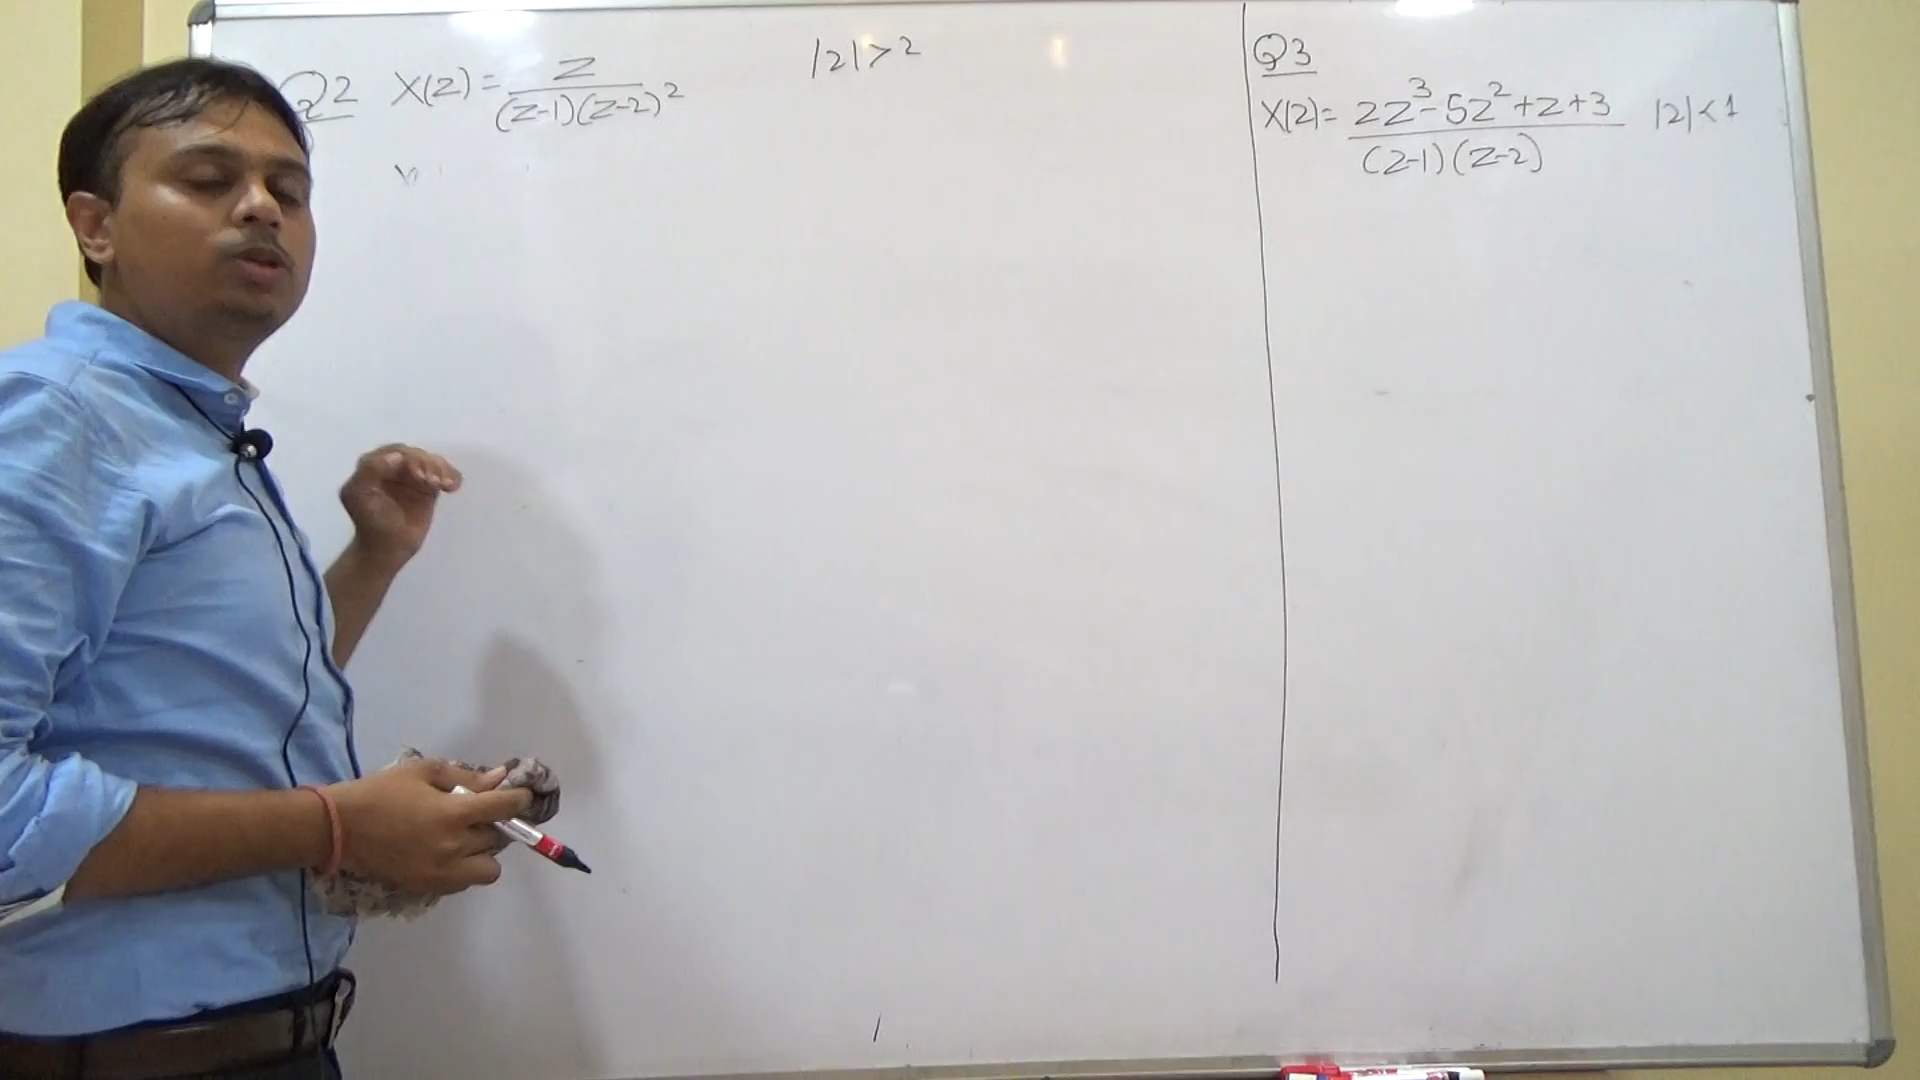 Q2 X(z) = z / (z-1)(z-2)² |z| > 2
Q3
X(z) = 2z³ - 5z² + z + 3 / (z-1)(z-2) |z| < 1